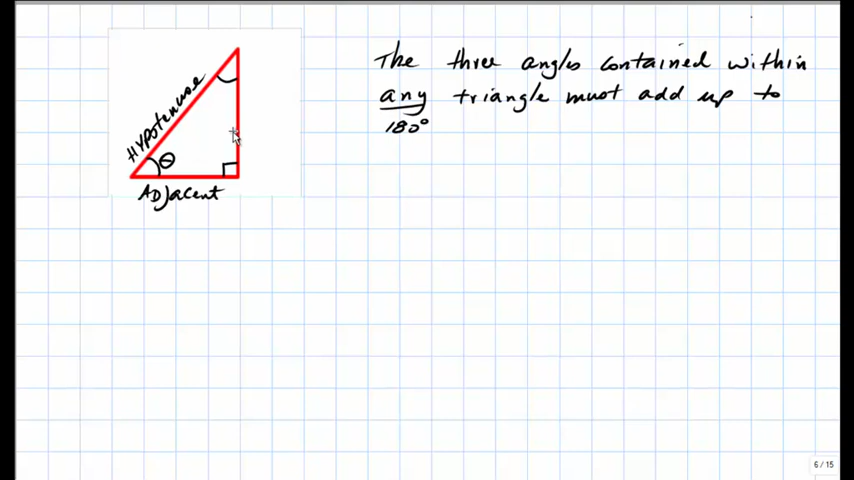 The three angles contained within
any triangle must add up to
180°
Hypotenuse
θ
Adjacent
6 / 15